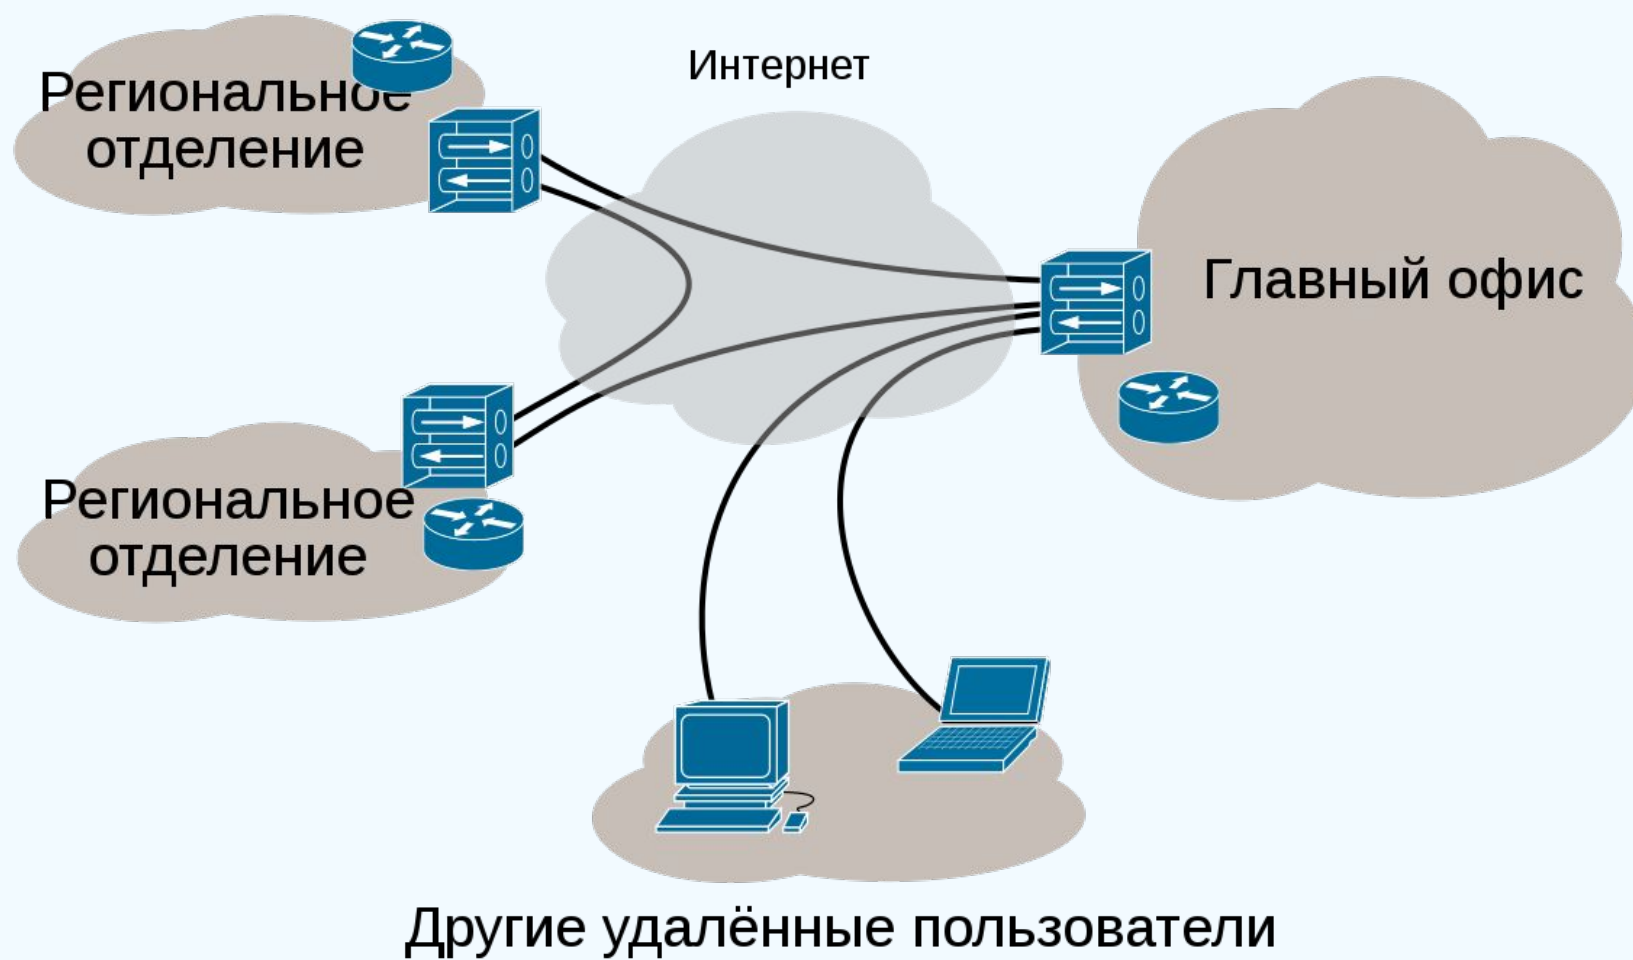 Интернет
Региональное
отделение
Главный офис
Региональное
отделение
Другие удалённые пользователи